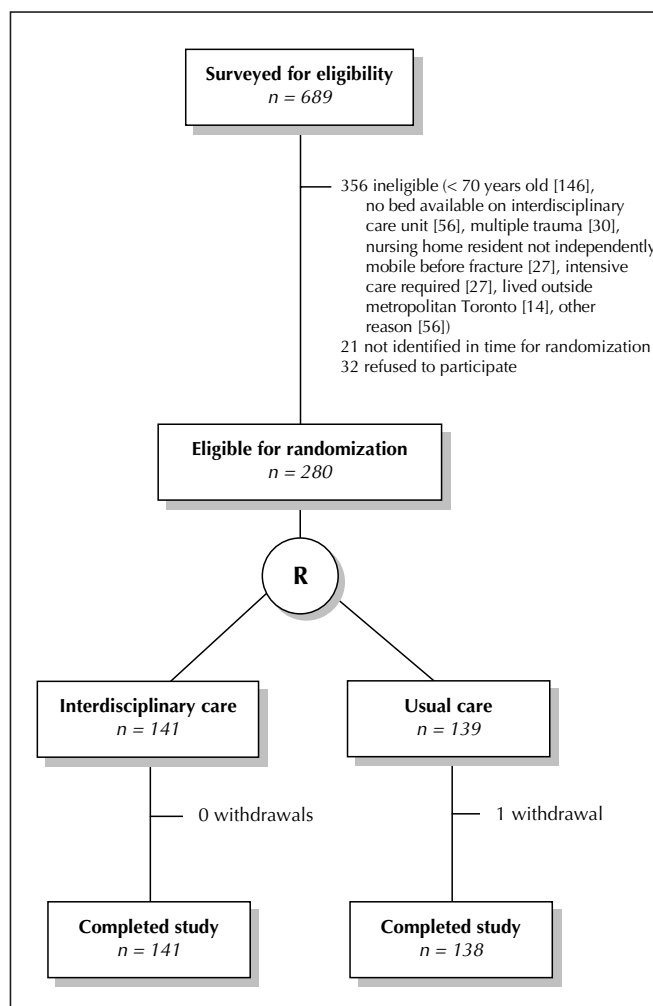 Surveyed for eligibility
n = 689
356 ineligible (< 70 years old [146],
no bed available on interdisciplinary
care unit [56], multiple trauma [30],
nursing home resident not independently
mobile before fracture [27], intensive
care required [27], lived outside
metropolitan Toronto [14], other
reason [56])
21 not identified in time for randomization
32 refused to participate
Eligible for randomization
n = 280
R
Interdisciplinary care
n = 141
Usual care
n = 139
0 withdrawals
1 withdrawal
Completed study
n = 141
Completed study
n = 138